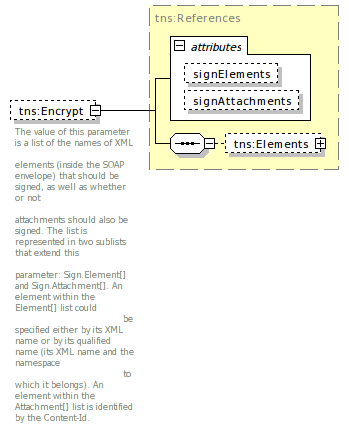 tns:References
attributes
signElements
signAttachments
tns:Encrypt
tns:Elements
The value of this parameter
is a list of the names of XML
elements (inside the SOAP
envelope) that should be
signed, as well as whether
or not
attachments should also be
signed. The list is
represented in two sublists
that extend this
parameter: Sign.Element[]
and Sign.Attachment[]. An
element within the
Element[] list could
be
specified either by its XML
name or by its qualified
name (its XML name and the
namespace
to
which it belongs). An
element within the
Attachment[] list is identified
by the Content-Id.